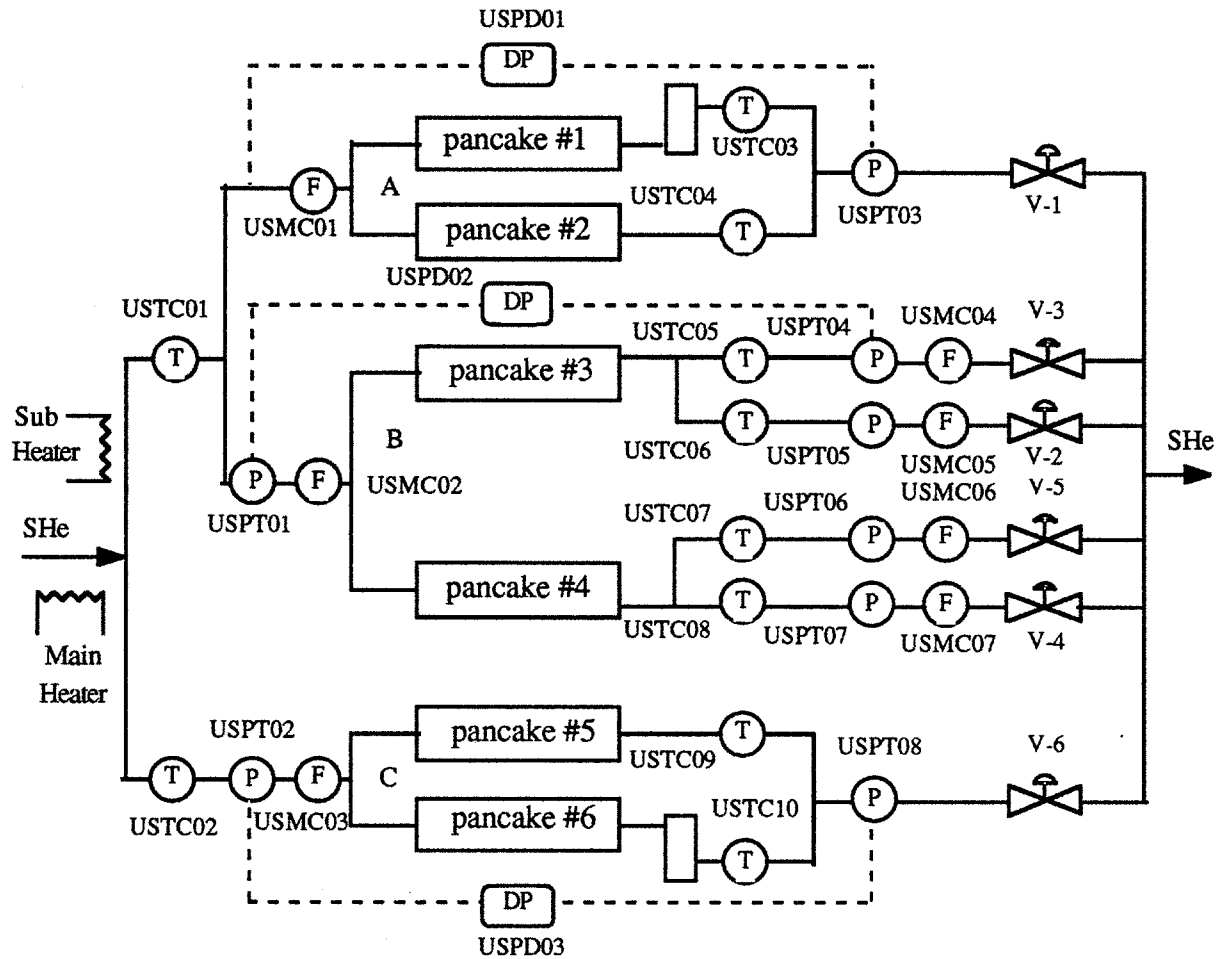 USPD01
DP
pancake #1
T
USTC03
F
A
USTC04
P
USMC01
USPT03
V-1
pancake #2
T
USPD02
DP
USTC01
T
USTC05
USPT04
USMC04
V-3
pancake #3
T
P
F
Sub
Heater
B
T
P
F
USTC06
USPT05
USMC05
V-2
SHe
P
F
USMC02
USPT01
USMC06
V-5
USTC07
USPT06
SHe
T
P
F
pancake #4
T
P
F
USTC08
USPT07
USMC07
V-4
Main
Heater
USPT02
pancake #5
T
USTC09
USPT08
V-6
T
P
F
C
USTC02
USMC03
pancake #6
USTC10
P
T
DP
USPD03